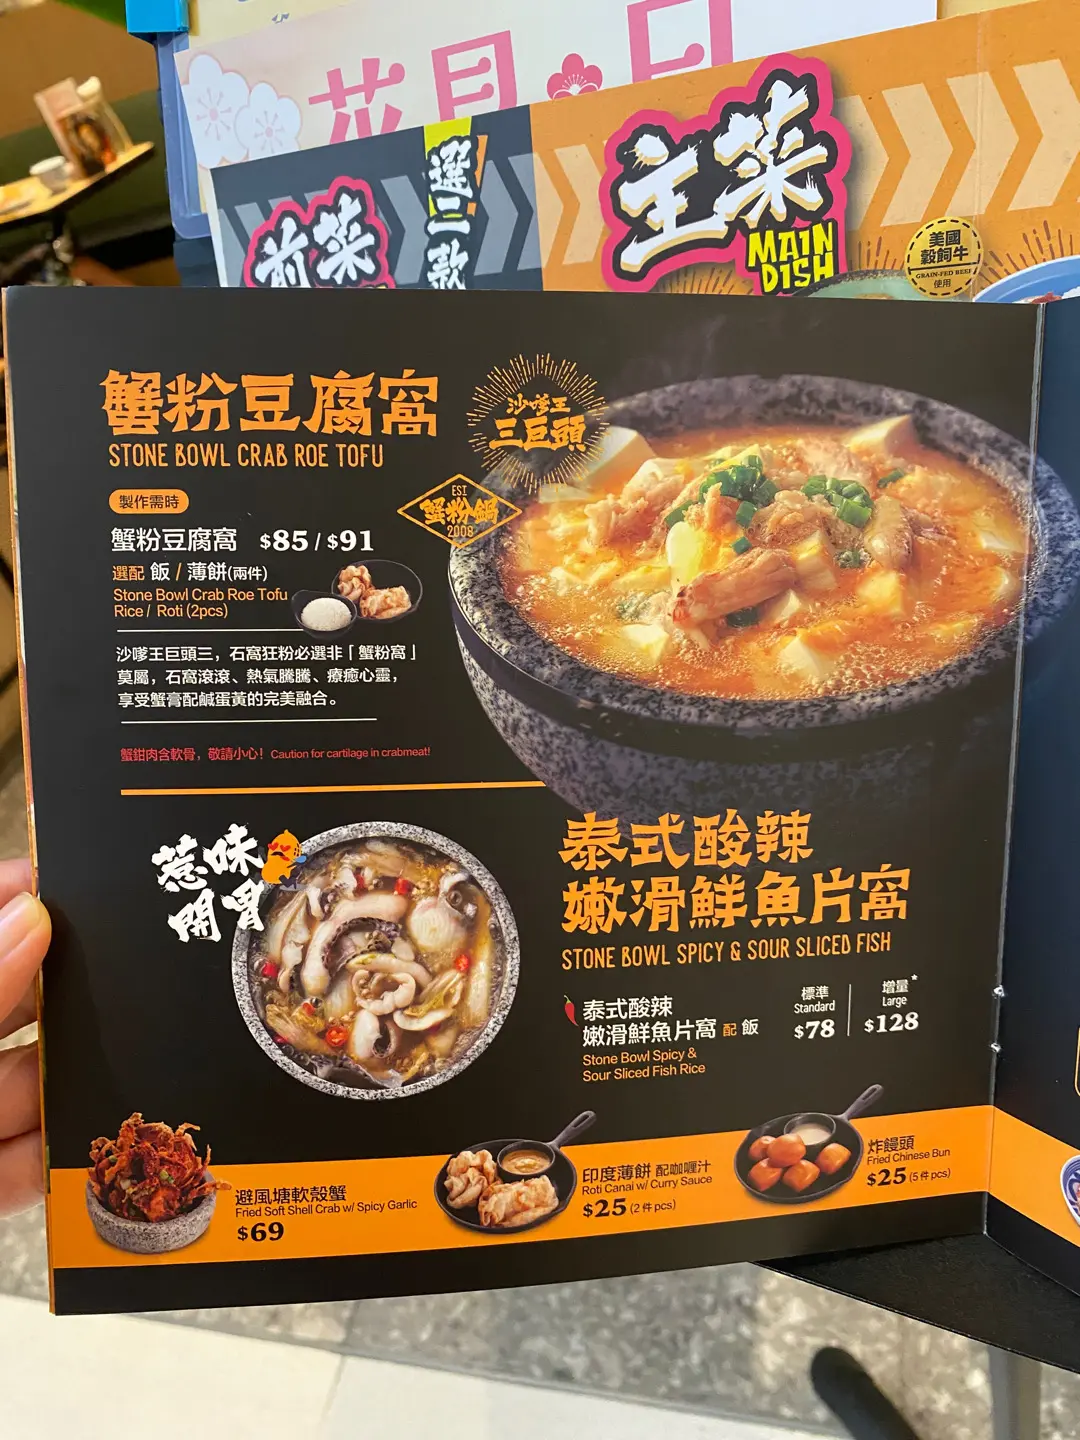 花月
主菜
MAIN
DISH
前菜
選二款
美國
穀飼牛
GRAIN-FED BEEF
使用
蟹粉豆腐窩
STONE BOWL CRAB ROE TOFU
沙嗲王
三巨頭
EST
蟹粉鍋
2008
製作需時
蟹粉豆腐窩 $85 / $91
選配 飯 / 薄餅(兩件)
Stone Bowl Crab Roe Tofu
Rice / Roti (2pcs)
沙嗲王巨頭三，石窩狂粉必選非「蟹粉窩」
莫屬，石窩滾滾、熱氣騰騰、療癒心靈，
享受蟹膏配鹹蛋黃的完美融合。
蟹鉗肉含軟骨，敬請小心！Caution for cartilage in crabmeat!
惹味
開胃
泰式酸辣
嫩滑鮮魚片窩
STONE BOWL SPICY & SOUR SLICED FISH
泰式酸辣
嫩滑鮮魚片窩 配 飯
Stone Bowl Spicy &
Sour Sliced Fish Rice
標準
Standard
$78
增量*
Large
$128
避風塘軟殼蟹
Fried Soft Shell Crab w/ Spicy Garlic
$69
印度薄餅 配咖喱汁
Roti Canai w/ Curry Sauce
$25 (2 件 pcs)
炸饅頭
Fried Chinese Bun
$25 (5 件 pcs)